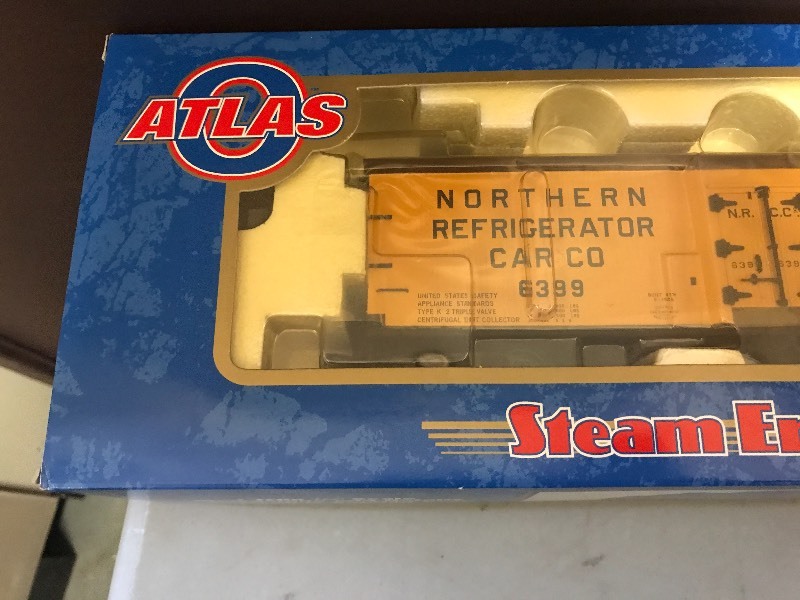 ATLAS
O
NORTHERN
REFRIGERATOR
CAR CO
6399
UNITED STATES SAFETY
APPLIANCE STANDARDS
TYPE K 2 TRIPLE VALVE
CENTRIFUGAL DIRT COLLECTOR
N.R. C.C
6399
Steam Er